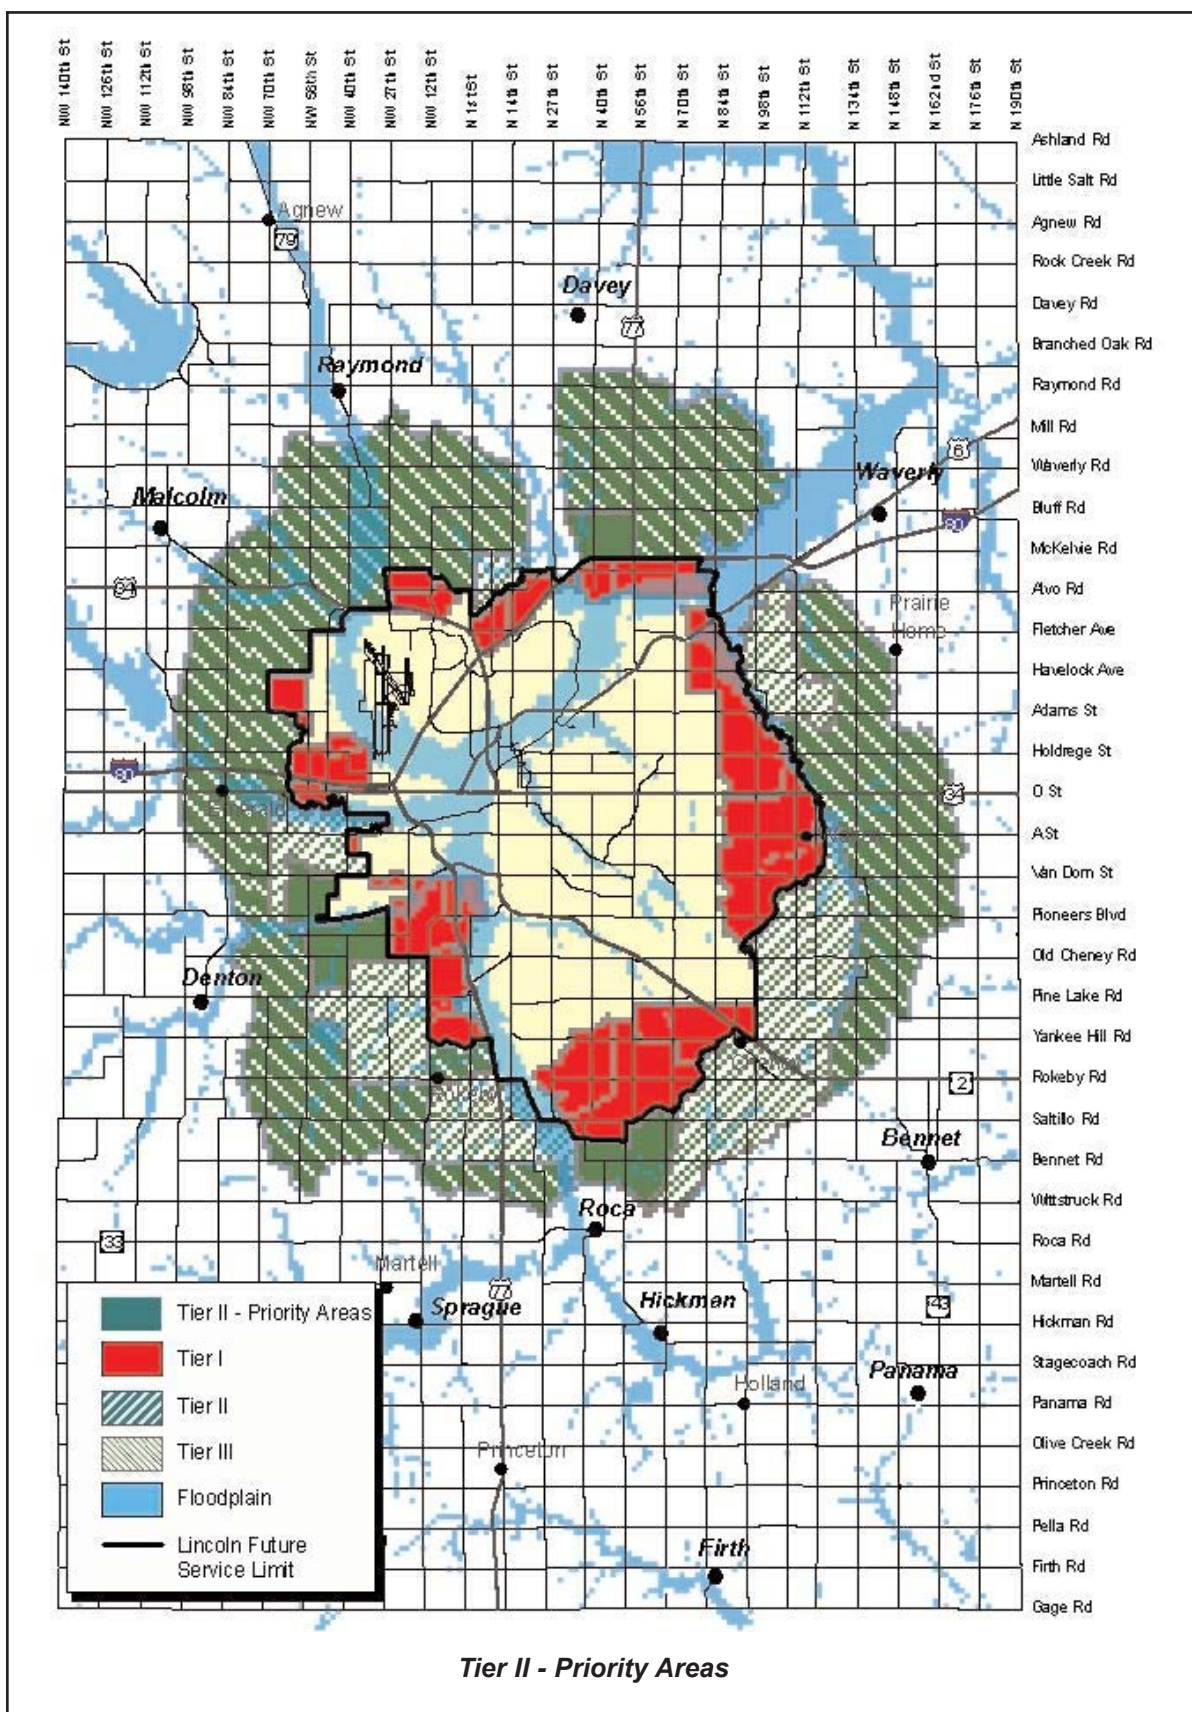 NW 140th St
NW 126th St
NW 112th St
NW 98th St
NW 84th St
NW 70th St
NW 56th St
NW 40th St
NW 27th St
NW 12th St
N 1st St
N 14th St
N 27th St
N 40th St
N 56th St
N 70th St
N 84th St
N 98th St
N 112th St
N 134th St
N 148th St
N 162nd St
N 176th St
N 190th St
Ashland Rd
Little Salt Rd
Agnew Rd
Rock Creek Rd
Davey Rd
Branched Oak Rd
Raymond Rd
Mill Rd
Waverly Rd
Bluff Rd
McKelvie Rd
Alvo Rd
Fletcher Ave
Havelock Ave
Adams St
Holdrege St
O St
A St
Van Dorn St
Pioneers Blvd
Old Cheney Rd
Pine Lake Rd
Yankee Hill Rd
Rokeby Rd
Saltillo Rd
Bennet Rd
Wittstruck Rd
Roca Rd
Martell Rd
Hickman Rd
Stagecoach Rd
Panama Rd
Olive Creek Rd
Princeton Rd
Pella Rd
Firth Rd
Gage Rd
Agnew
79
Davey
77
Raymond
6
Waverly
Malcolm
80
34
Prairie
Home
80
34
Denton
Rokeby
2
Bennet
Roca
33
Martell
77
Sprague
Hickman
43
Panama
Holland
Princeton
Firth
Tier II - Priority Areas
Tier I
Tier II
Tier III
Floodplain
Lincoln Future
Service Limit
Tier II - Priority Areas